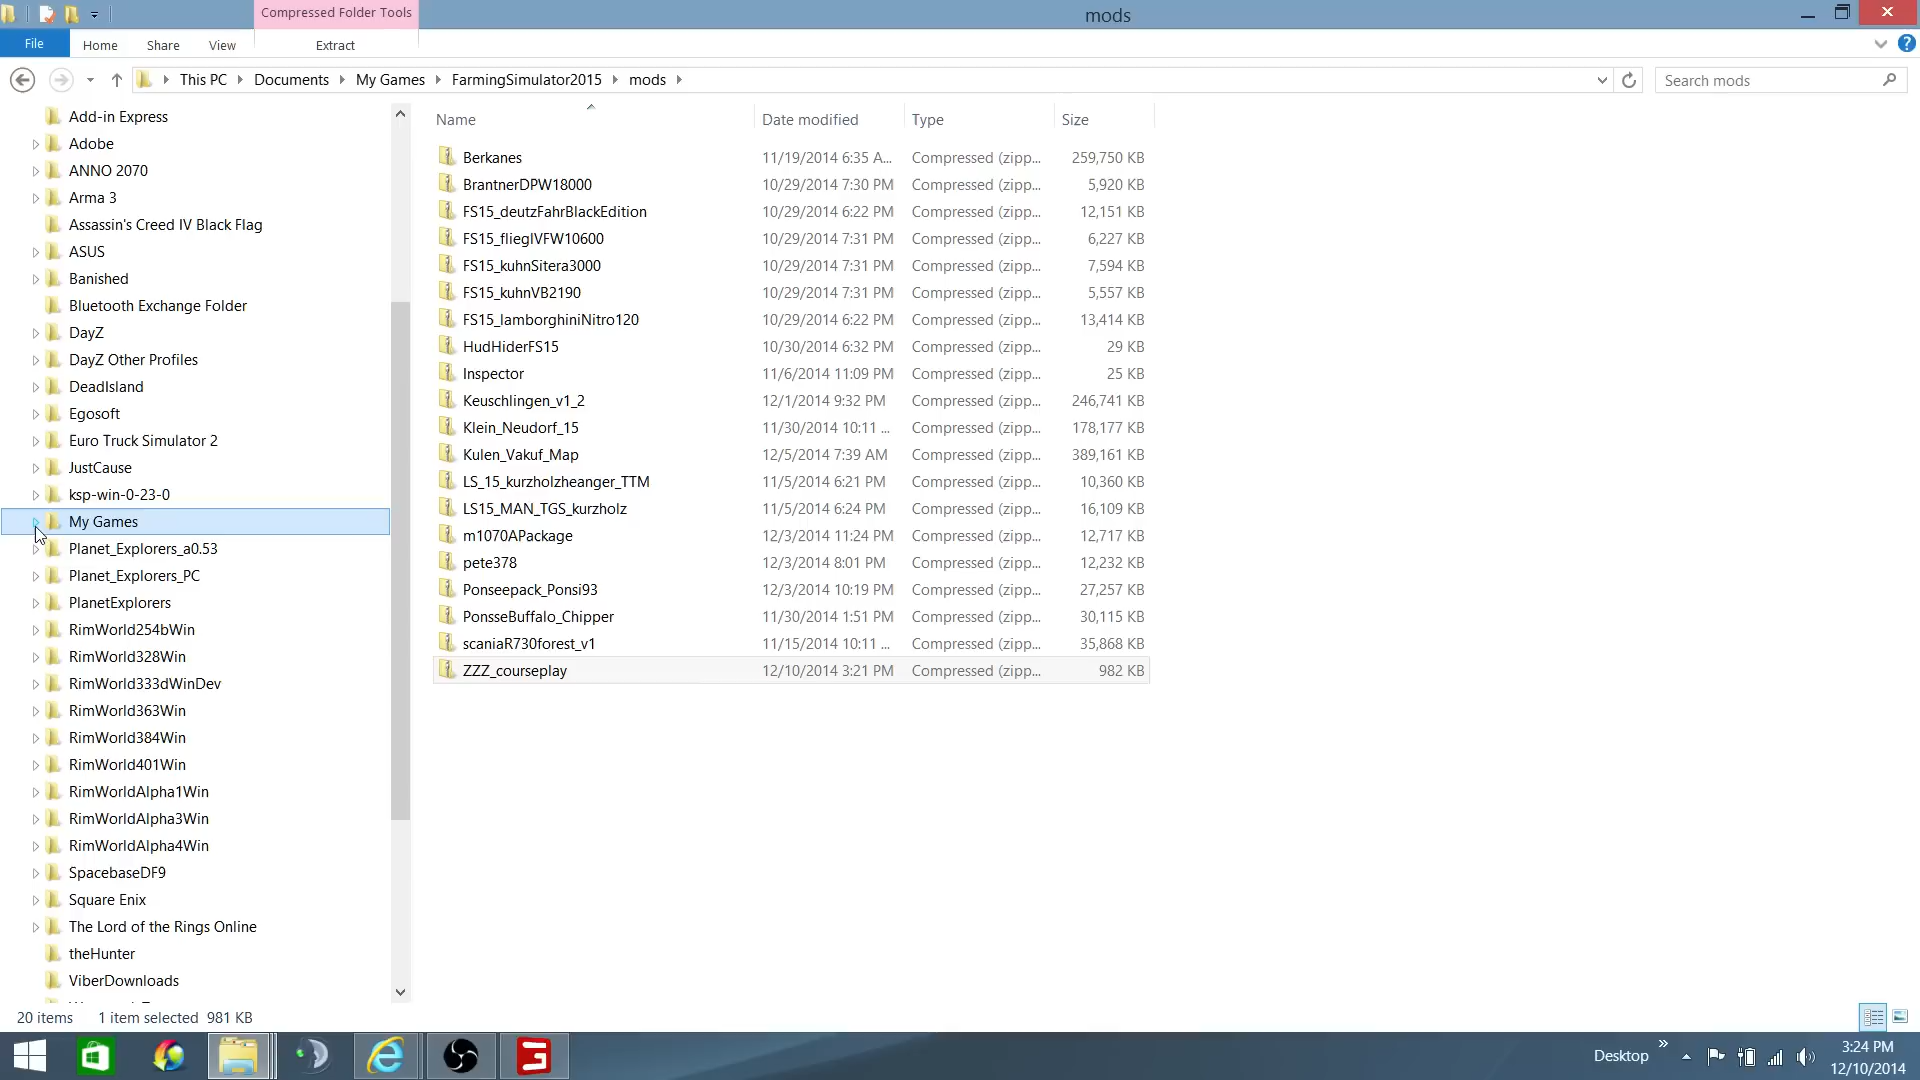 Compressed Folder Tools
mods
File
Home
Share
View
Extract
This PC
Documents
My Games
FarmingSimulator2015
mods
Search mods
Add-in Express
Adobe
ANNO 2070
Arma 3
Assassin's Creed IV Black Flag
ASUS
Banished
Bluetooth Exchange Folder
DayZ
DayZ Other Profiles
DeadIsland
Egosoft
Euro Truck Simulator 2
JustCause
ksp-win-0-23-0
My Games
Planet_Explorers_a0.53
Planet_Explorers_PC
PlanetExplorers
RimWorld254bWin
RimWorld328Win
RimWorld333dWinDev
RimWorld363Win
RimWorld384Win
RimWorld401Win
RimWorldAlpha1Win
RimWorldAlpha3Win
RimWorldAlpha4Win
SpacebaseDF9
Square Enix
The Lord of the Rings Online
theHunter
ViberDownloads
Name Date modified Type Size
Berkanes 11/19/2014 6:35 A... Compressed (zipp... 259,750 KB
BrantnerDPW18000 10/29/2014 7:30 PM Compressed (zipp... 5,920 KB
FS15_deutzFahrBlackEdition 10/29/2014 6:22 PM Compressed (zipp... 12,151 KB
FS15_flieglVFW10600 10/29/2014 7:31 PM Compressed (zipp... 6,227 KB
FS15_kuhnSitera3000 10/29/2014 7:31 PM Compressed (zipp... 7,594 KB
FS15_kuhnVB2190 10/29/2014 7:31 PM Compressed (zipp... 5,557 KB
FS15_lamborghiniNitro120 10/29/2014 6:22 PM Compressed (zipp... 13,414 KB
HudHiderFS15 10/30/2014 6:32 PM Compressed (zipp... 29 KB
Inspector 11/6/2014 11:09 PM Compressed (zipp... 25 KB
Keuschlingen_v1_2 12/1/2014 9:32 PM Compressed (zipp... 246,741 KB
Klein_Neudorf_15 11/30/2014 10:11 ... Compressed (zipp... 178,177 KB
Kulen_Vakuf_Map 12/5/2014 7:39 AM Compressed (zipp... 389,161 KB
LS_15_kurzholzheanger_TTM 11/5/2014 6:21 PM Compressed (zipp... 10,360 KB
LS15_MAN_TGS_kurzholz 11/5/2014 6:24 PM Compressed (zipp... 16,109 KB
m1070APackage 12/3/2014 11:24 PM Compressed (zipp... 12,717 KB
pete378 12/3/2014 8:01 PM Compressed (zipp... 12,232 KB
Ponseepack_Ponsi93 12/3/2014 10:19 PM Compressed (zipp... 27,257 KB
PonsseBuffalo_Chipper 11/30/2014 1:51 PM Compressed (zipp... 30,115 KB
scaniaR730forest_v1 11/15/2014 10:11 ... Compressed (zipp... 35,868 KB
ZZZ_courseplay 12/10/2014 3:21 PM Compressed (zipp... 982 KB
20 items 1 item selected 981 KB
Desktop
3:24 PM
12/10/2014